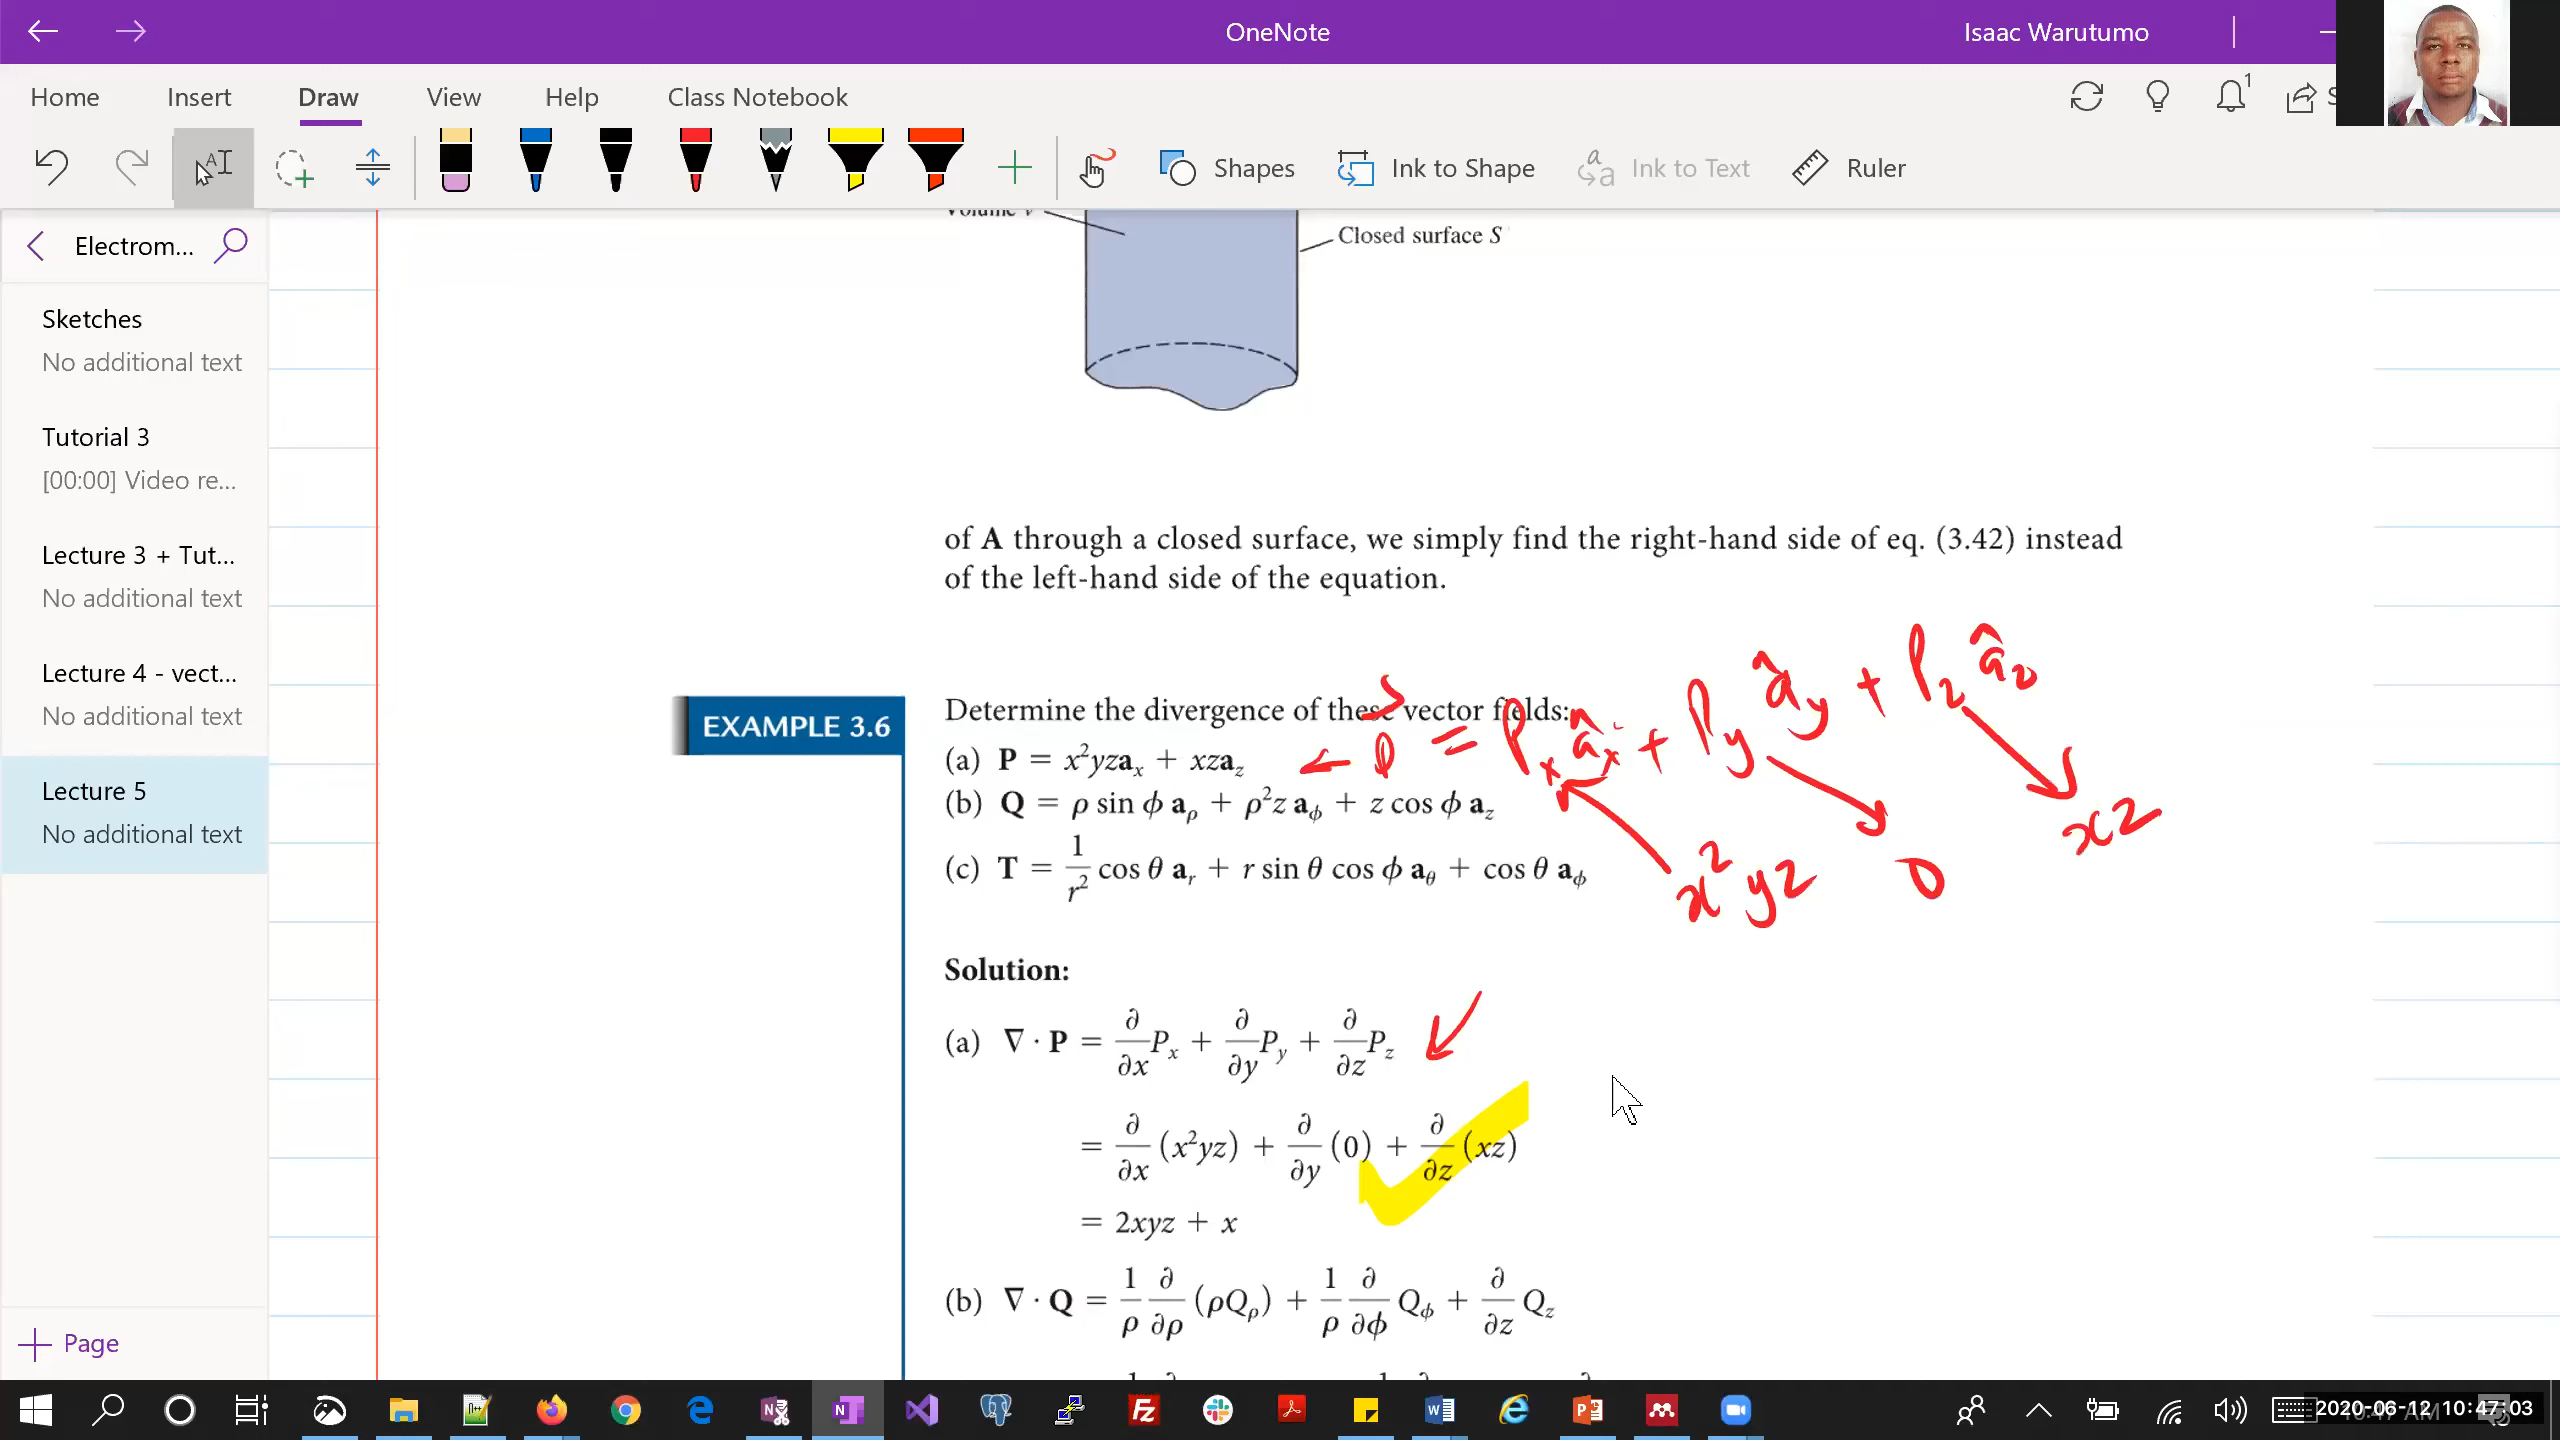 OneNote
Isaac Warutumo
Home Insert Draw View Help Class Notebook
Shapes Ink to Shape Ink to Text Ruler
Electrom...
Sketches
No additional text
Tutorial 3
[00:00] Video re...
Lecture 3 + Tut...
No additional text
Lecture 4 - vect...
No additional text
Lecture 5
No additional text
+ Page
Volume v
Closed surface S
of A through a closed surface, we simply find the right-hand side of eq. (3.42) instead
of the left-hand side of the equation.
EXAMPLE 3.6
Determine the divergence of these vector fields:
(a) P = x²yza_x + xza_z
(b) Q = ρ sin ϕ a_ρ + ρ²z a_ϕ + z cos ϕ a_z
(c) T = 1/r² cos θ a_r + r sin θ cos ϕ a_θ + cos θ a_ϕ
← P = P_x â_x + P_y â_y + P_z â_z
x²yz 0 xz
Solution:
(a) ∇ · P = ∂/∂x P_x + ∂/∂y P_y + ∂/∂z P_z
= ∂/∂x (x²yz) + ∂/∂y (0) + ∂/∂z (xz)
= 2xyz + x
(b) ∇ · Q = 1/ρ ∂/∂ρ (ρQ_ρ) + 1/ρ ∂/∂ϕ Q_ϕ + ∂/∂z Q_z
2020-06-12 10:47:03